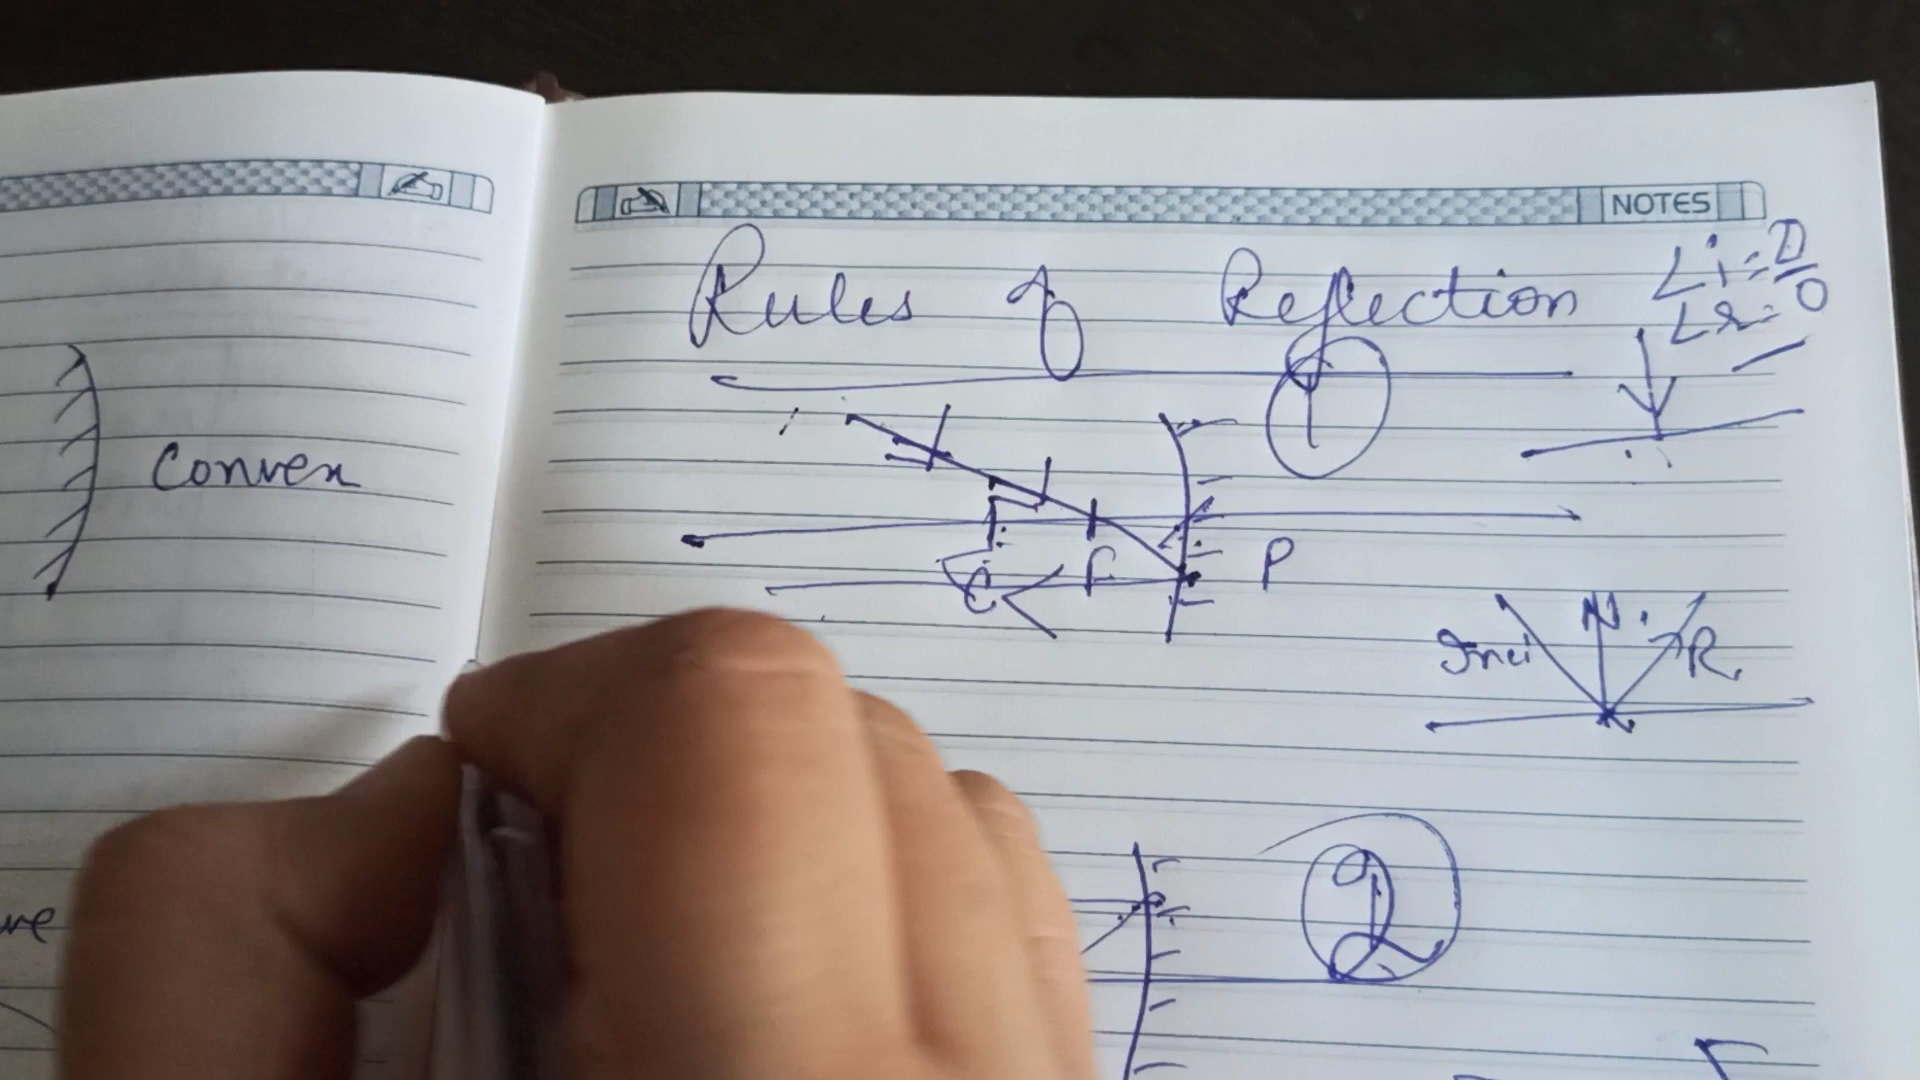 NOTES
Rules of Reflection
∠i = 0
∠r = 0
1
Convex
C F P
N.
Inci R.
2